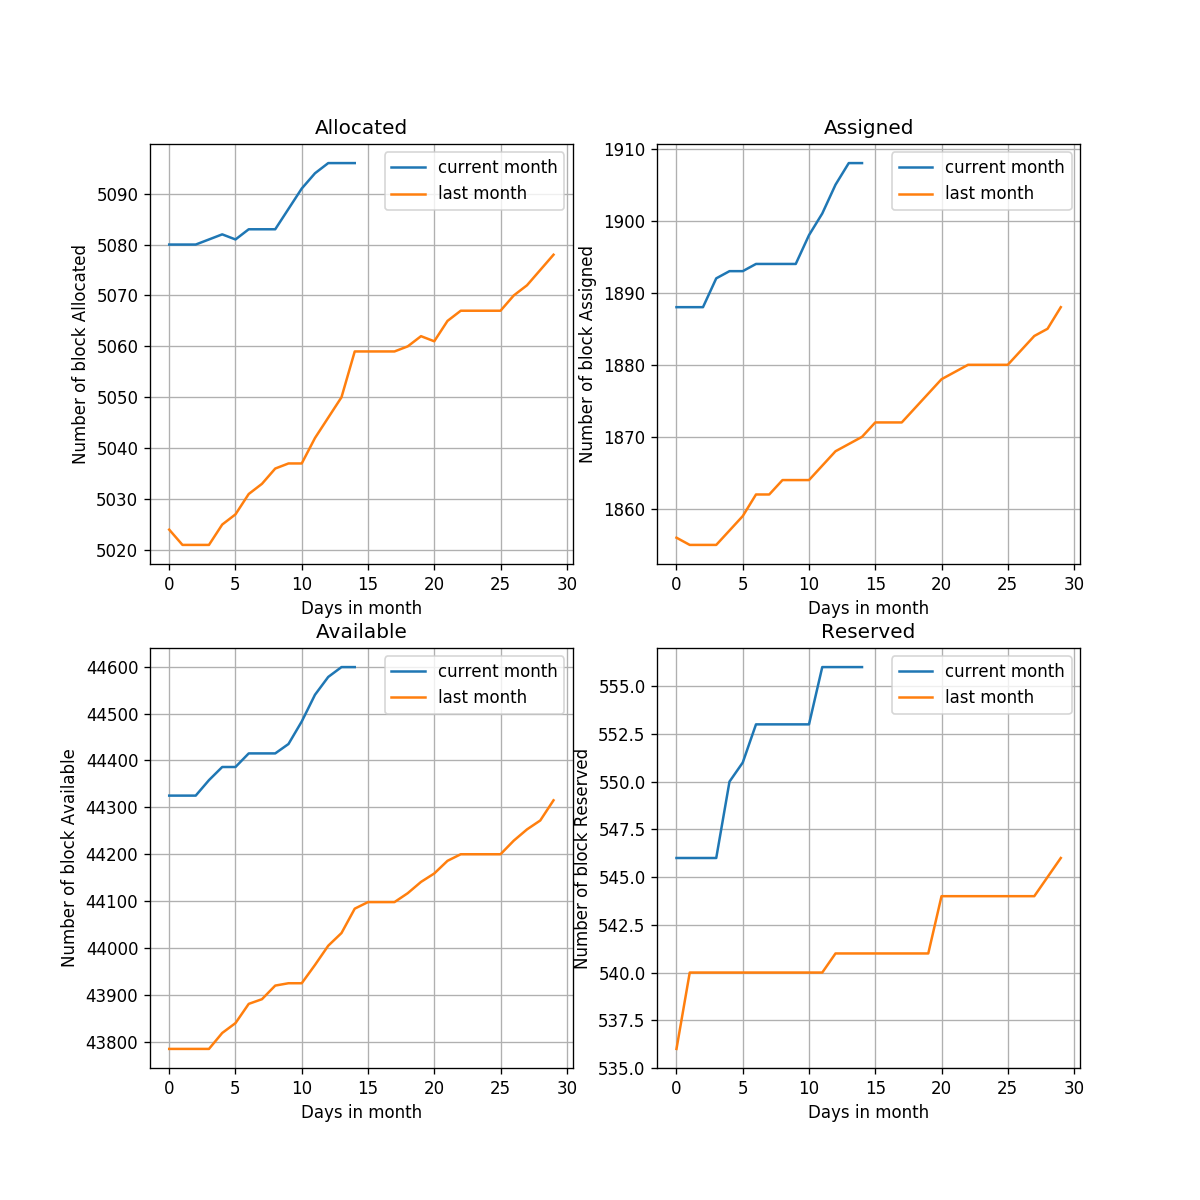 Allocated
current month
last month
5090
5080
5070
5060
5050
5040
5030
5020
Number of block Allocated
0 5 10 15 20 25 30
Days in month
Assigned
current month
last month
1910
1900
1890
1880
1870
1860
Number of block Assigned
0 5 10 15 20 25 30
Days in month
Available
current month
last month
44600
44500
44400
44300
44200
44100
44000
43900
43800
Number of block Available
0 5 10 15 20 25 30
Days in month
Reserved
current month
last month
555.0
552.5
550.0
547.5
545.0
542.5
540.0
537.5
535.0
Number of block Reserved
0 5 10 15 20 25 30
Days in month